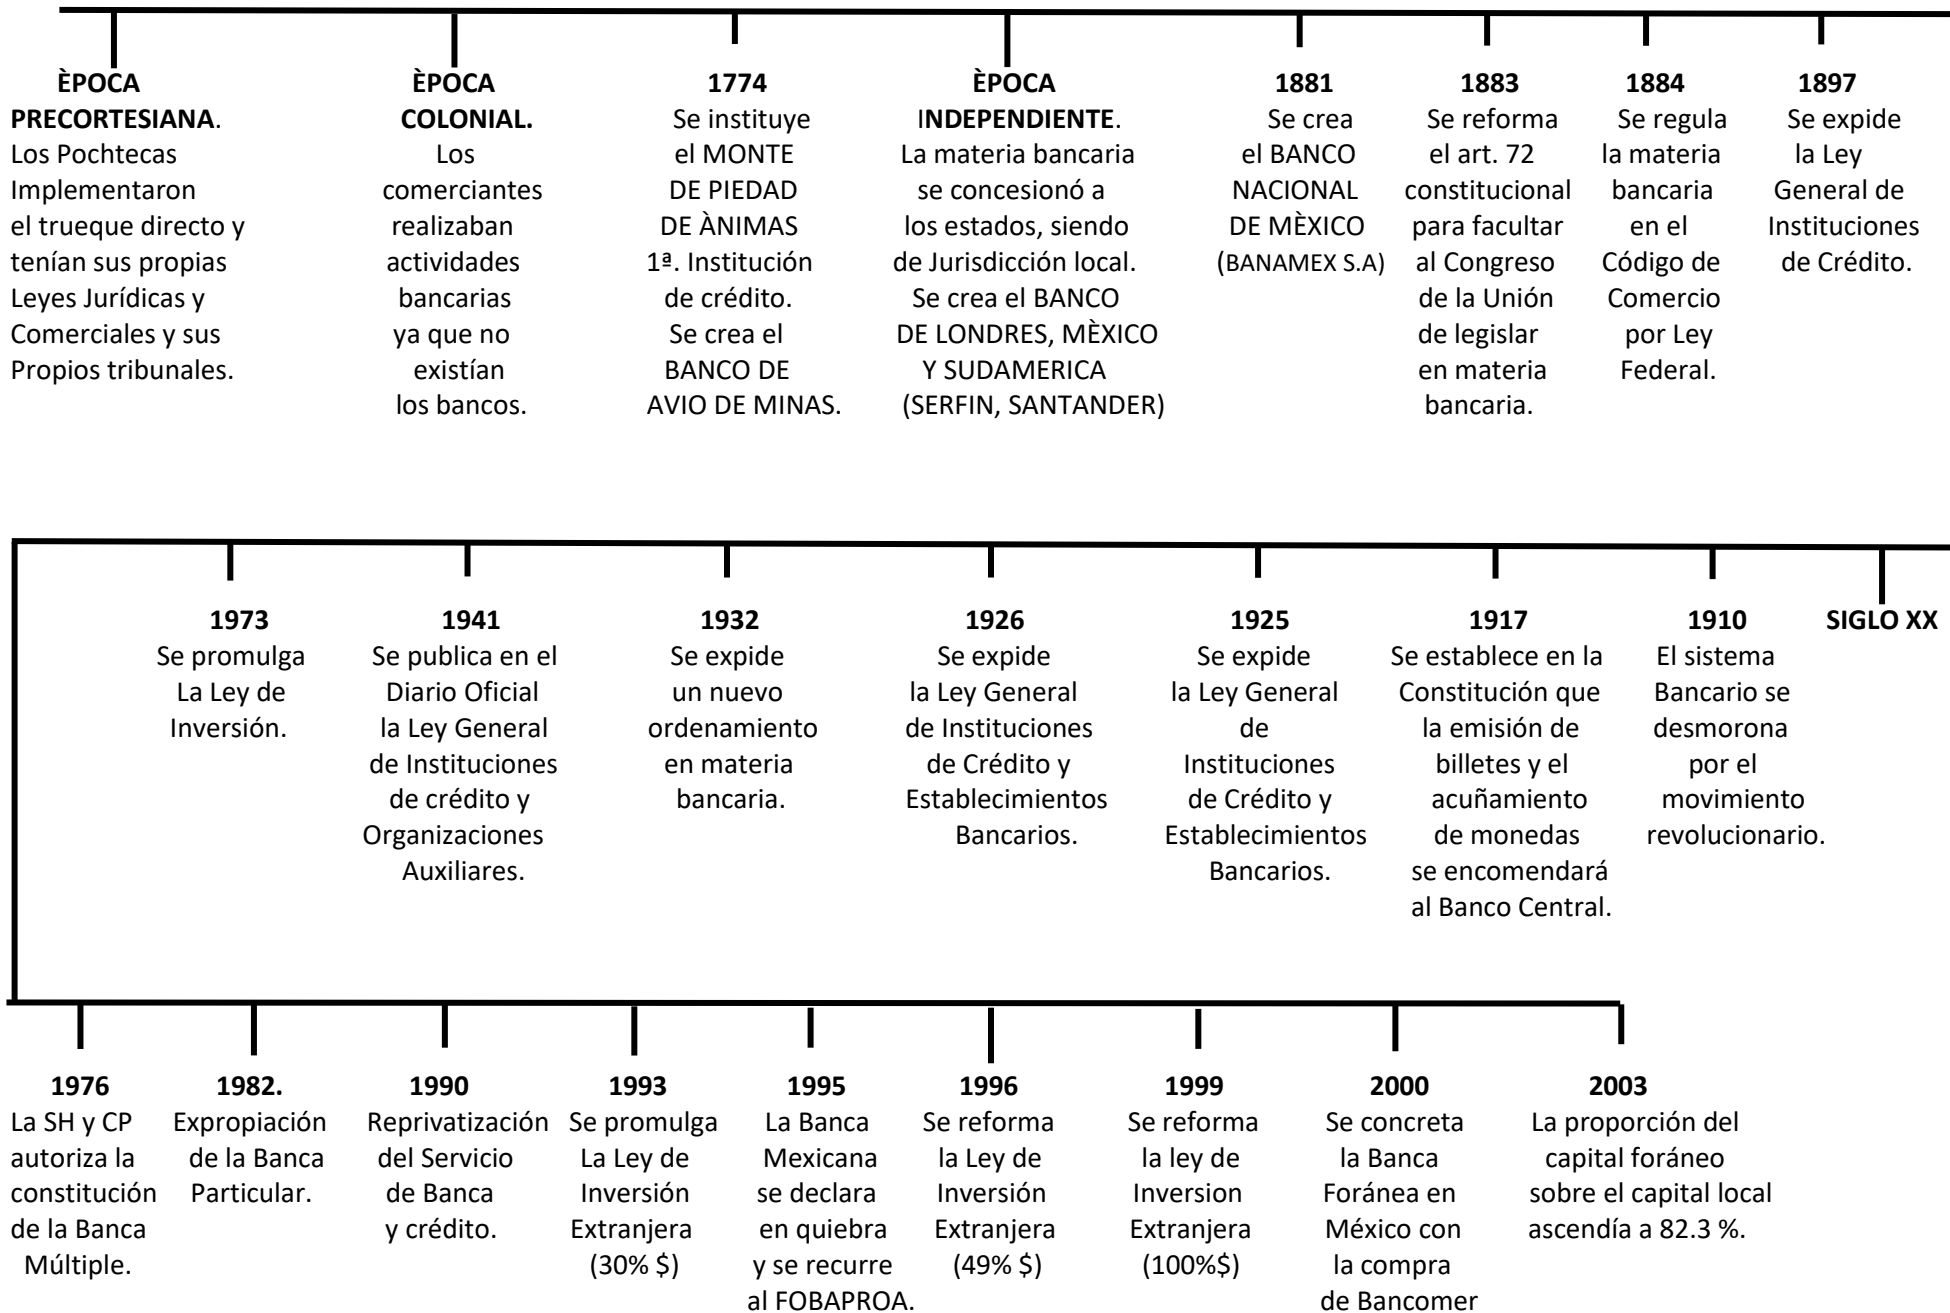 ÈPOCA
PRECORTESIANA.
Los Pochtecas
Implementaron
el trueque directo y
tenían sus propias
Leyes Jurídicas y
Comerciales y sus
Propios tribunales.
ÈPOCA
COLONIAL.
Los
comerciantes
realizaban
actividades
bancarias
ya que no
existían
los bancos.
1774
Se instituye
el MONTE
DE PIEDAD
DE ÀNIMAS
1ª. Institución
de crédito.
Se crea el
BANCO DE
AVIO DE MINAS.
ÈPOCA
INDEPENDIENTE.
La materia bancaria
se concesionó a
los estados, siendo
de Jurisdicción local.
Se crea el BANCO
DE LONDRES, MÈXICO
Y SUDAMERICA
(SERFIN, SANTANDER)
1881
Se crea
el BANCO
NACIONAL
DE MÈXICO
(BANAMEX S.A)
1883
Se reforma
el art. 72
constitucional
para facultar
al Congreso
de la Unión
de legislar
en materia
bancaria.
1884
Se regula
la materia
bancaria
en el
Código de
Comercio
por Ley
Federal.
1897
Se expide
la Ley
General de
Instituciones
de Crédito.
SIGLO XX
1910
El sistema
Bancario se
desmorona
por el
movimiento
revolucionario.
1917
Se establece en la
Constitución que
la emisión de
billetes y el
acuñamiento
de monedas
se encomendará
al Banco Central.
1925
Se expide
la Ley General
de
Instituciones
de Crédito y
Establecimientos
Bancarios.
1926
Se expide
la Ley General
de Instituciones
de Crédito y
Establecimientos
Bancarios.
1932
Se expide
un nuevo
ordenamiento
en materia
bancaria.
1941
Se publica en el
Diario Oficial
la Ley General
de Instituciones
de crédito y
Organizaciones
Auxiliares.
1973
Se promulga
La Ley de
Inversión.
1976
La SH y CP
autoriza la
constitución
de la Banca
Múltiple.
1982.
Expropiación
de la Banca
Particular.
1990
Reprivatización
del Servicio
de Banca
y crédito.
1993
Se promulga
La Ley de
Inversión
Extranjera
(30% $)
1995
La Banca
Mexicana
se declara
en quiebra
y se recurre
al FOBAPROA.
1996
Se reforma
la Ley de
Inversión
Extranjera
(49% $)
1999
Se reforma
la ley de
Inversion
Extranjera
(100%$)
2000
Se concreta
la Banca
Foránea en
México con
la compra
de Bancomer
2003
La proporción del
capital foráneo
sobre el capital local
ascendía a 82.3 %.